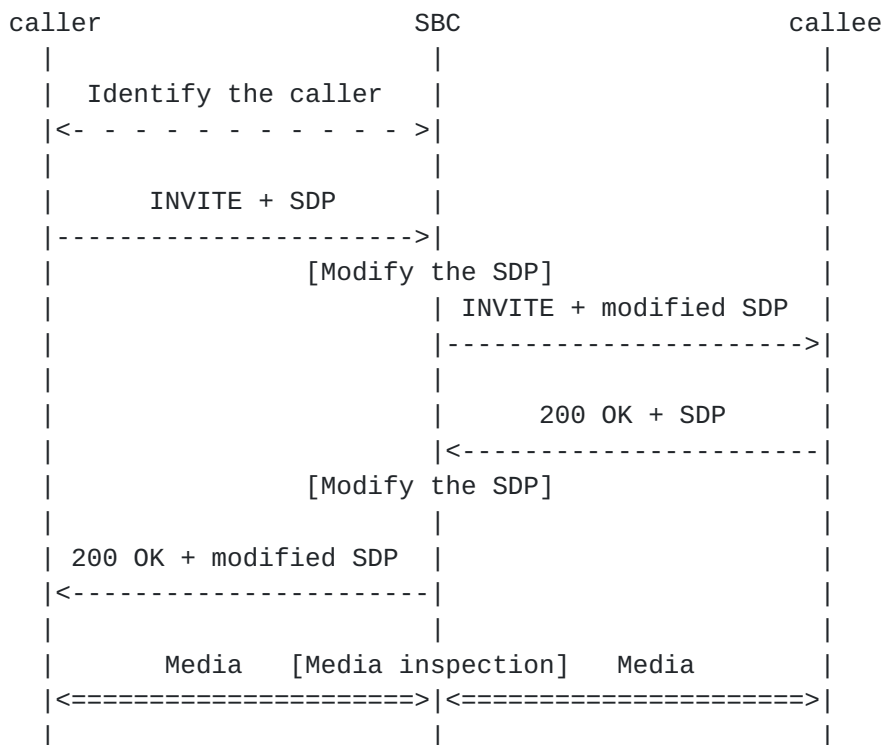 caller SBC callee
Identify the caller
INVITE + SDP
[Modify the SDP]
INVITE + modified SDP
200 OK + SDP
[Modify the SDP]
200 OK + modified SDP
Media [Media inspection] Media